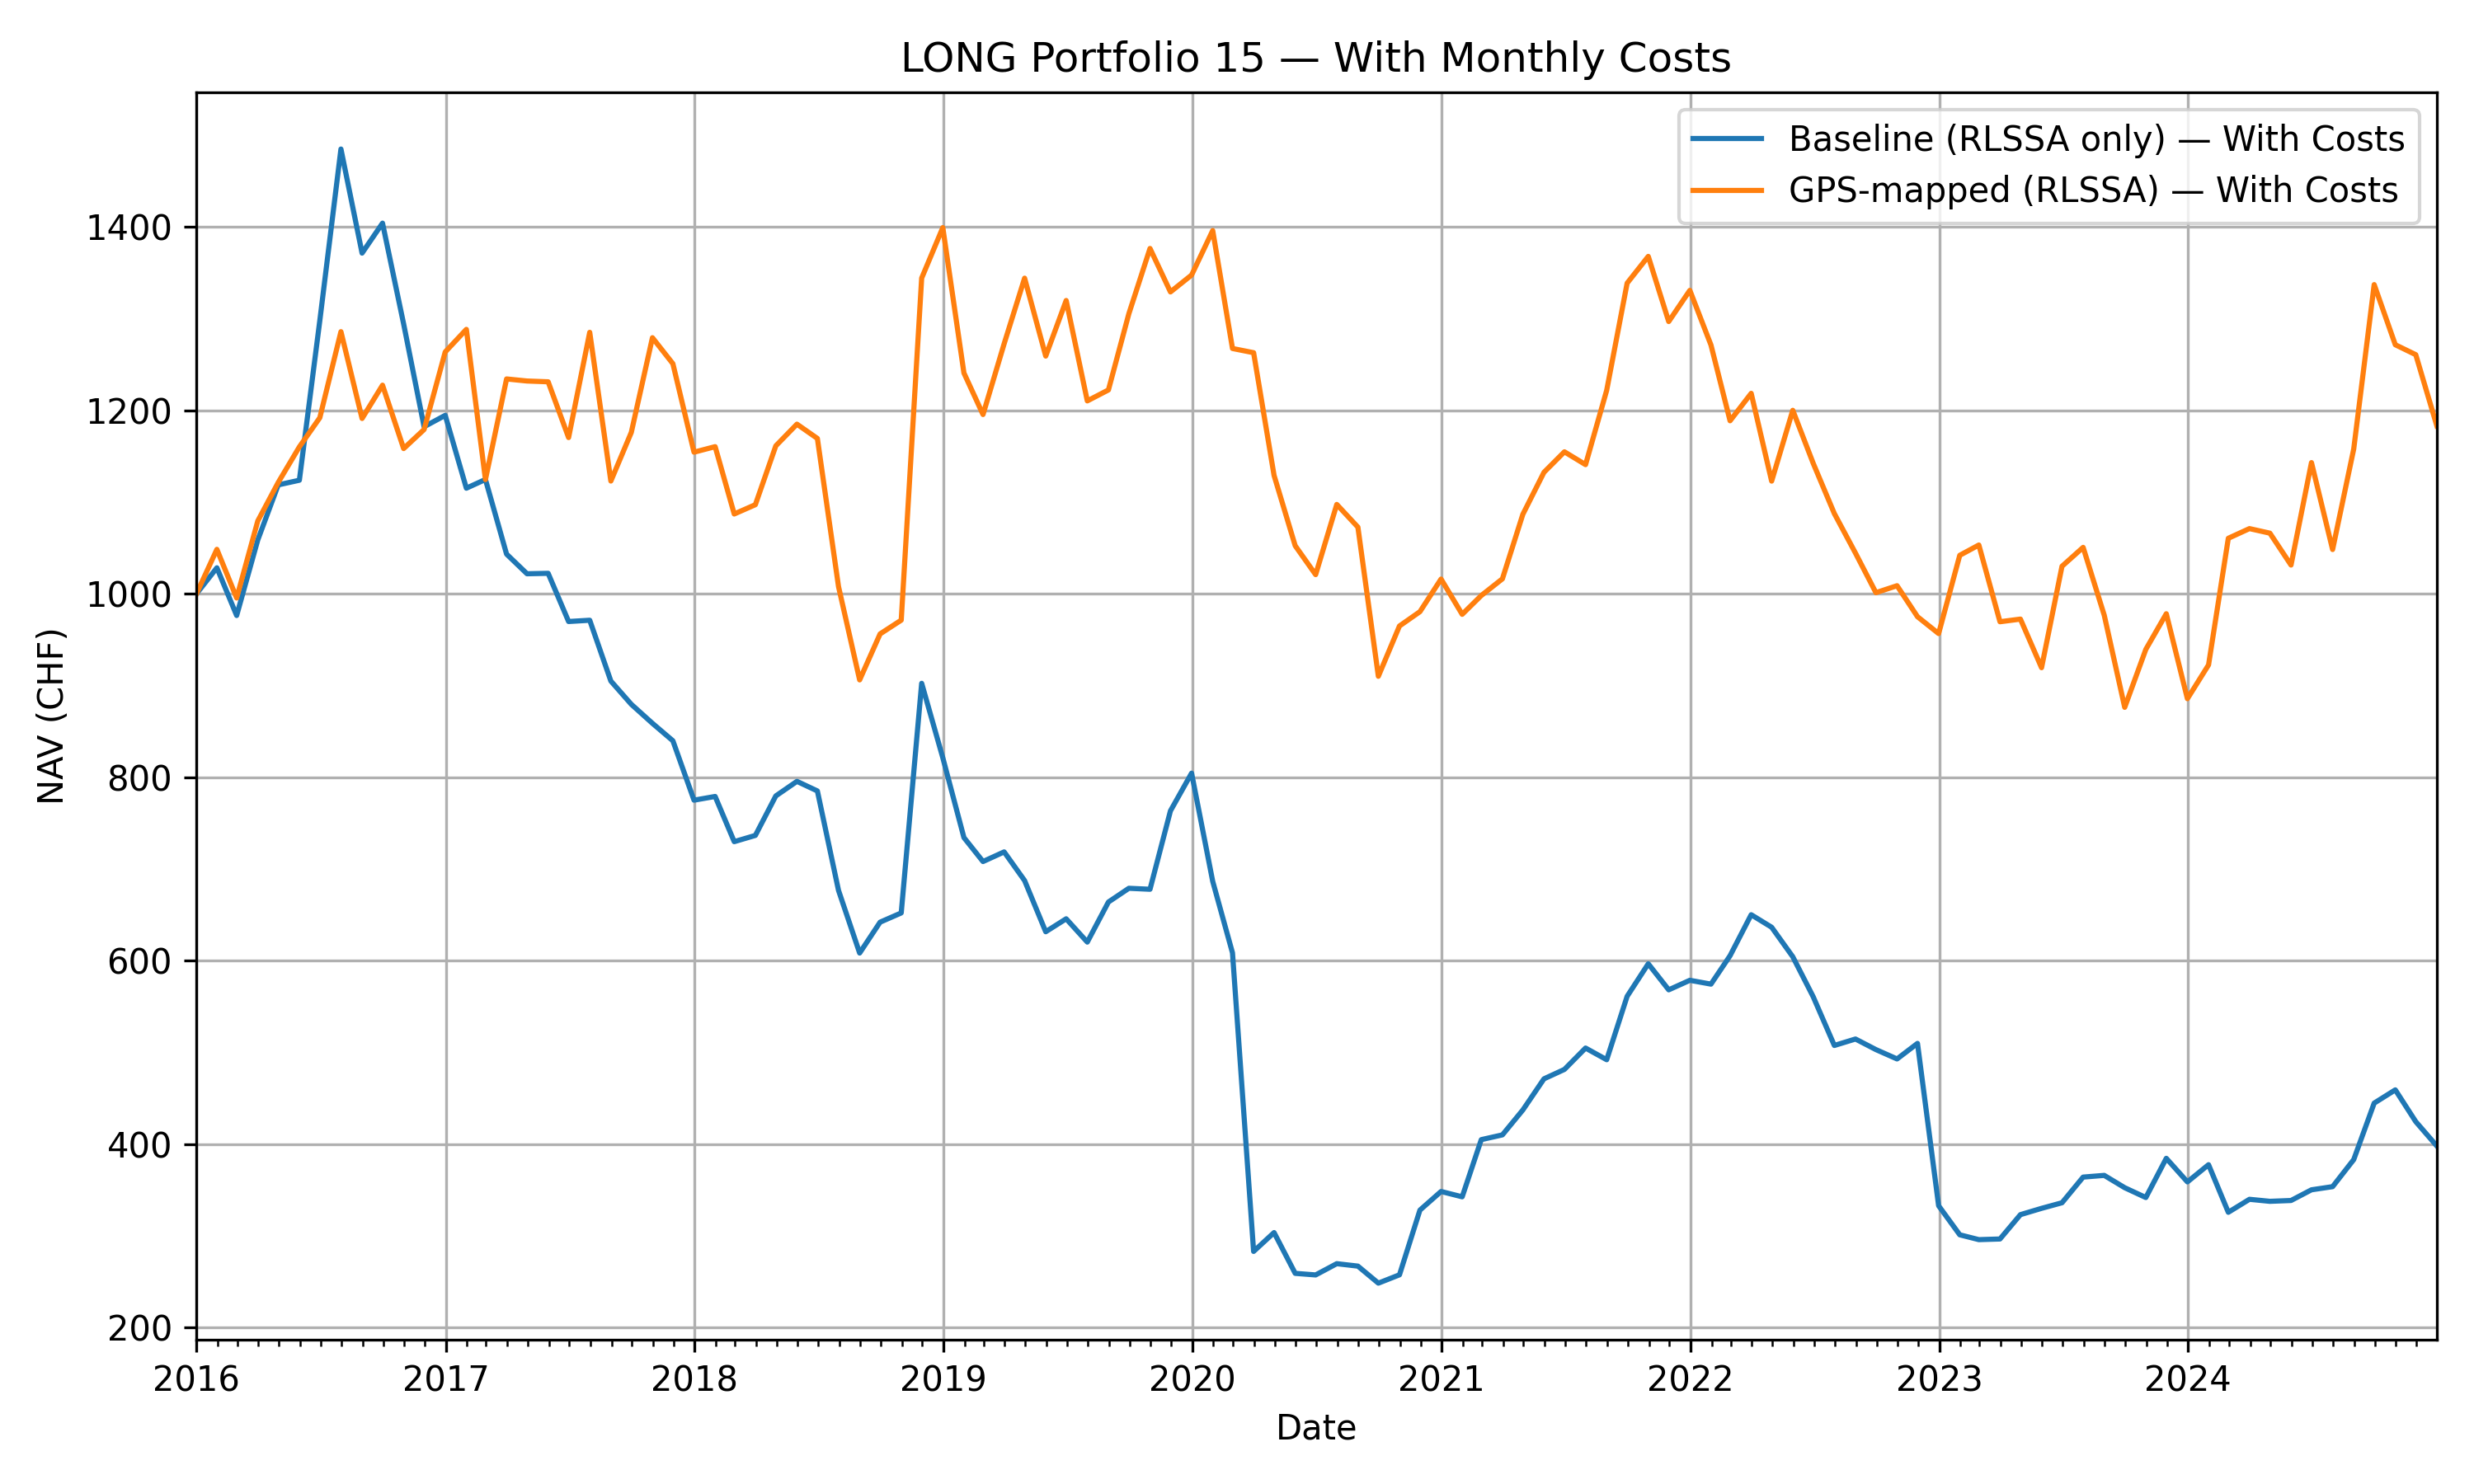 LONG Portfolio 15 — With Monthly Costs
Baseline (RLSSA only) — With Costs
GPS-mapped (RLSSA) — With Costs
1400
1200
1000
800
600
400
200
NAV (CHF)
2016 2017 2018 2019 2020 2021 2022 2023 2024
Date